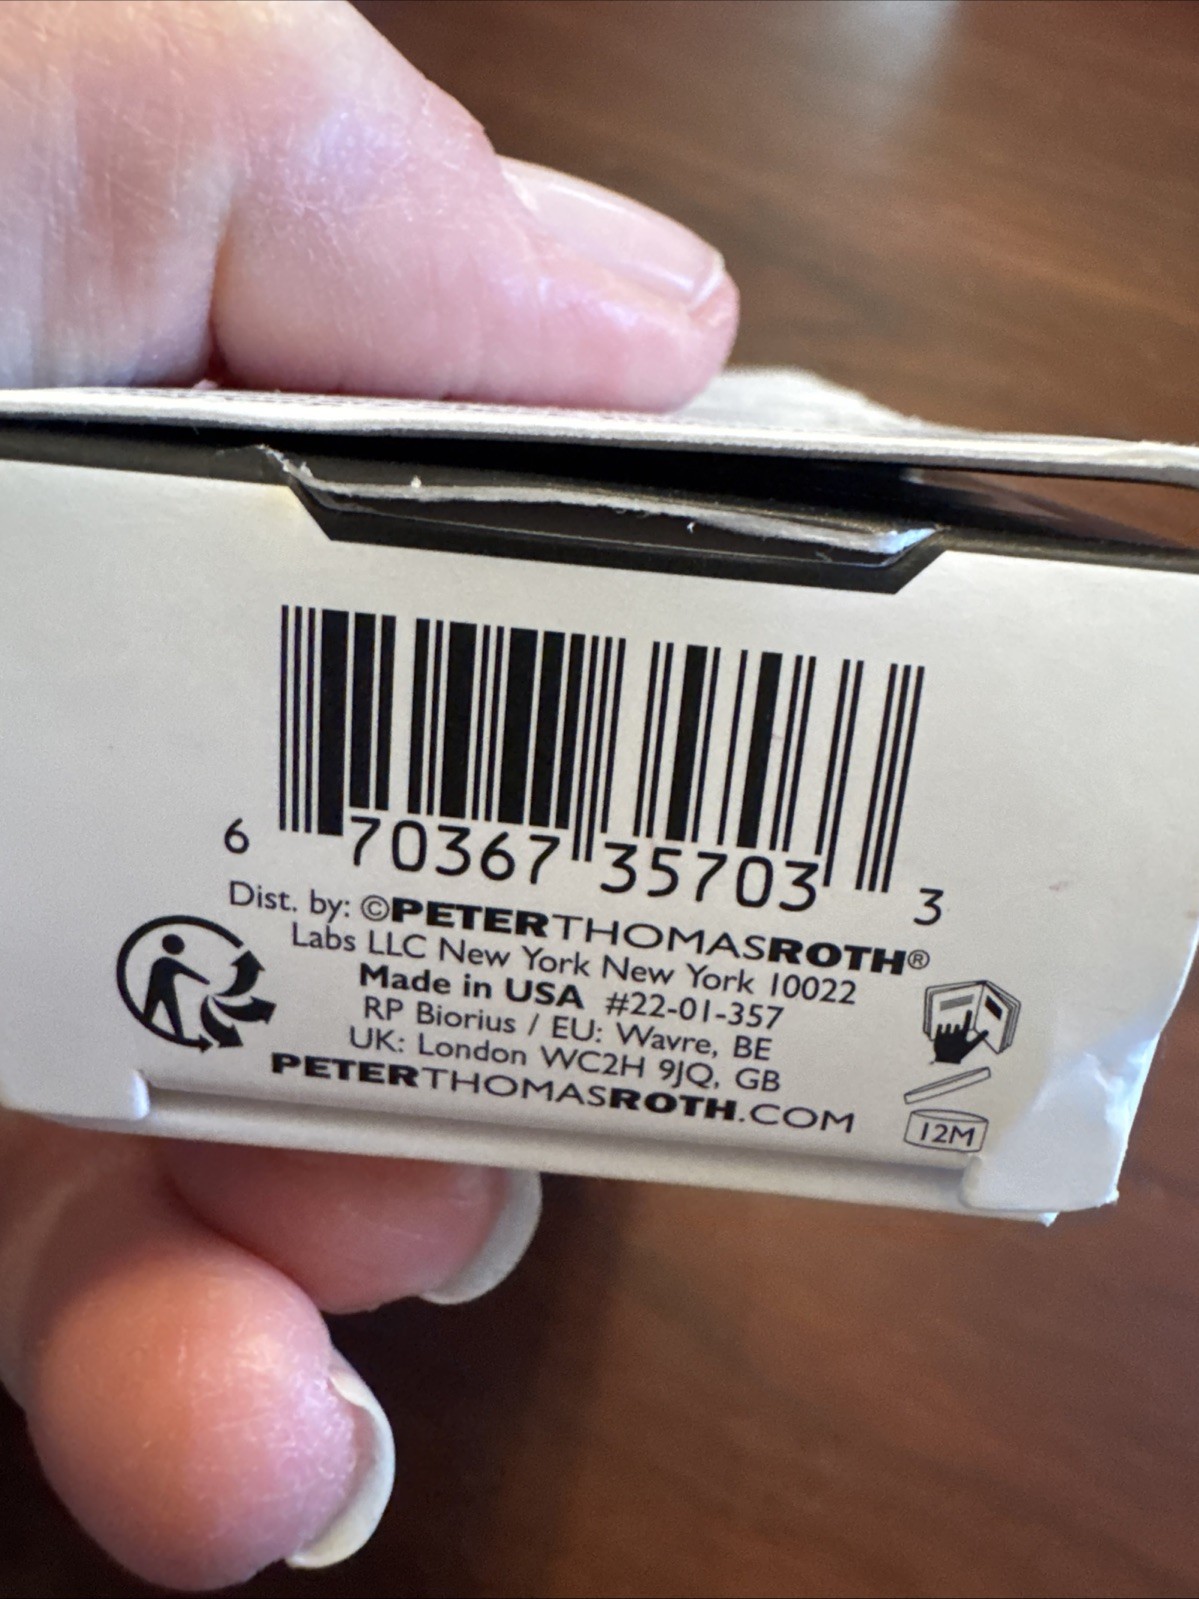 6 70367 35703 3
Dist. by: ©PETERTHOMASROTH®
Labs LLC New York New York 10022
Made in USA #22-01-357
RP Biorius / EU: Wavre, BE
UK: London WC2H 9JQ, GB
PETERTHOMASROTH.COM
12M